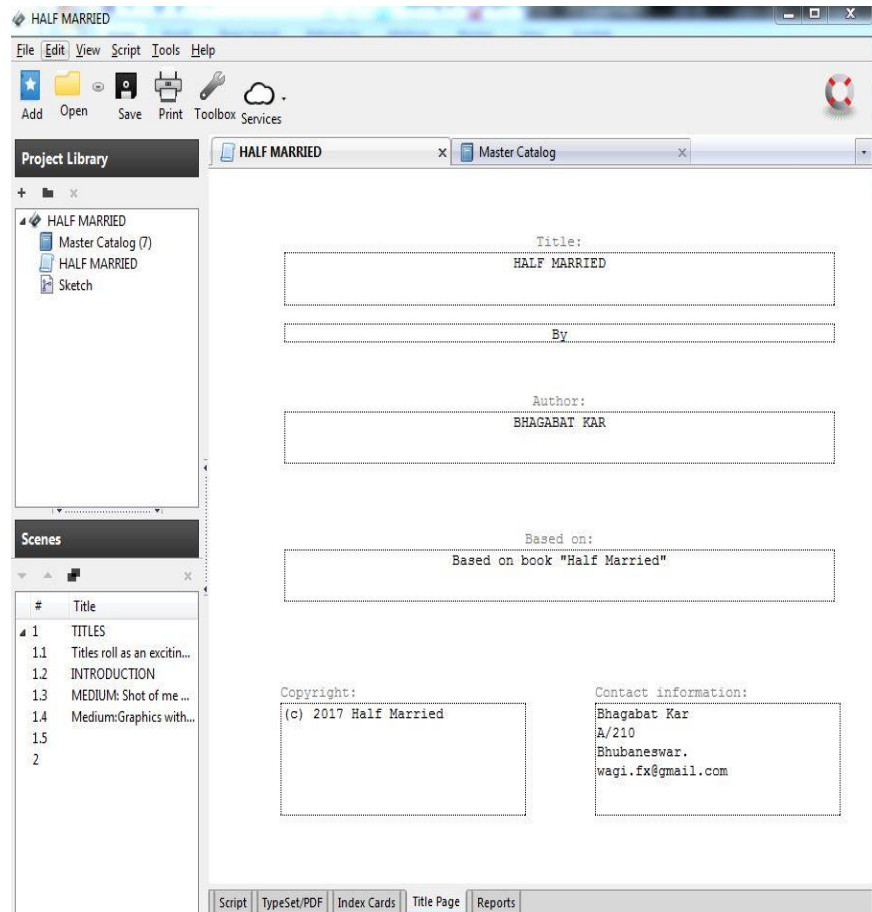 HALF MARRIED
File Edit View Script Tools Help
Add Open Save Print Toolbox Services
Project Library
HALF MARRIED
Master Catalog (7)
HALF MARRIED
Sketch
Scenes
# Title
1 TITLES
1.1 Titles roll as an excitin...
1.2 INTRODUCTION
1.3 MEDIUM: Shot of me ...
1.4 Medium:Graphics with...
1.5
2
HALF MARRIED x Master Catalog x
Title:
HALF MARRIED
By
Author:
BHAGABAT KAR
Based on:
Based on book "Half Married"
Copyright:
(c) 2017 Half Married
Contact information:
Bhagabat Kar
A/210
Bhubaneswar.
wagi.fx@gmail.com
Script TypeSet/PDF Index Cards Title Page Reports